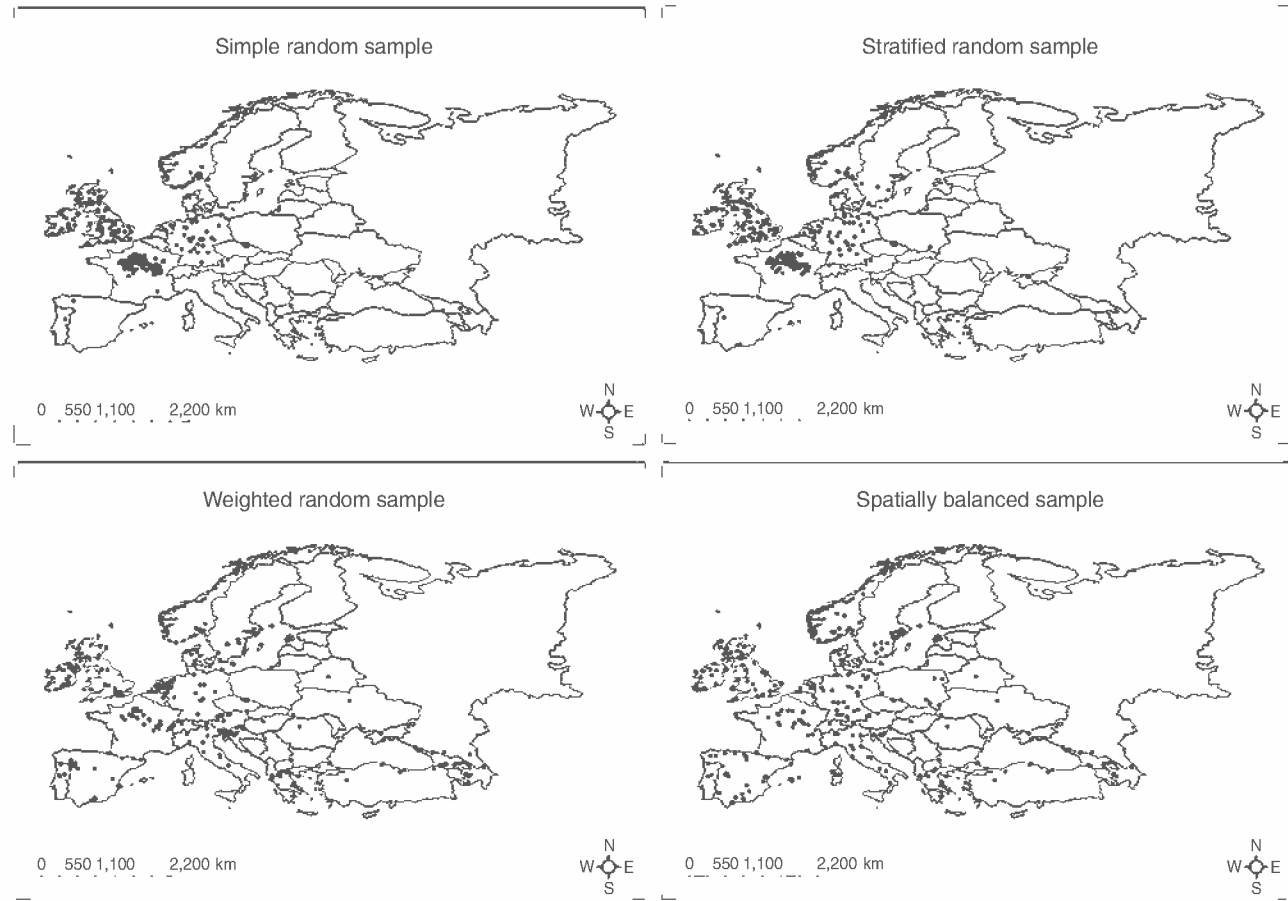 Simple random sample
N
0 550 1,100 2,200 km W E
S
Stratified random sample
N
0 550 1,100 2,200 km W E
S
Weighted random sample
N
0 550 1,100 2,200 km W E
S
Spatially balanced sample
N
0 550 1,100 2,200 km W E
S